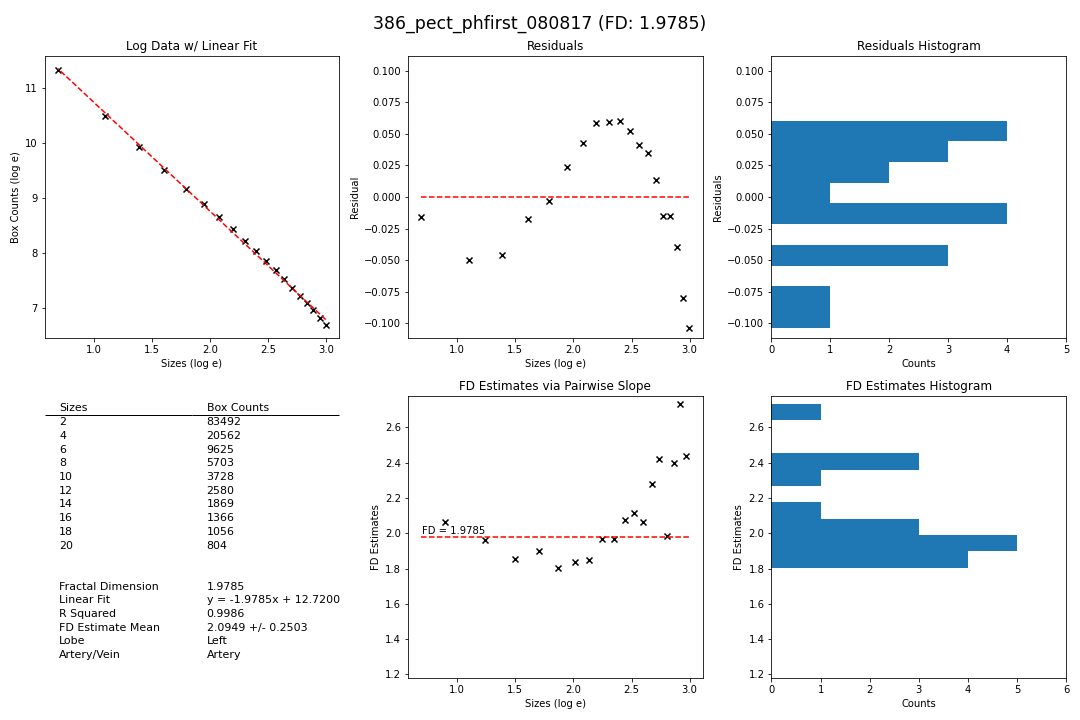 386_pect_phfirst_080817 (FD: 1.9785)
Log Data w/ Linear Fit
Box Counts (log e)
11
10
9
8
7
1.0 1.5 2.0 2.5 3.0
Sizes (log e)
Residuals
Residual
0.100
0.075
0.050
0.025
0.000
−0.025
−0.050
−0.075
−0.100
1.0 1.5 2.0 2.5 3.0
Sizes (log e)
Residuals Histogram
Residuals
0.100
0.075
0.050
0.025
0.000
−0.025
−0.050
−0.075
−0.100
0 1 2 3 4 5
Counts
Sizes Box Counts
2 83492
4 20562
6 9625
8 5703
10 3728
12 2580
14 1869
16 1366
18 1056
20 804
Fractal Dimension 1.9785
Linear Fit y = -1.9785x + 12.7200
R Squared 0.9986
FD Estimate Mean 2.0949 +/- 0.2503
Lobe Left
Artery/Vein Artery
FD Estimates via Pairwise Slope
FD Estimates
2.6
2.4
2.2
2.0
1.8
1.6
1.4
1.2
FD = 1.9785
1.0 1.5 2.0 2.5 3.0
Sizes (log e)
FD Estimates Histogram
FD Estimates
2.6
2.4
2.2
2.0
1.8
1.6
1.4
1.2
0 1 2 3 4 5 6
Counts